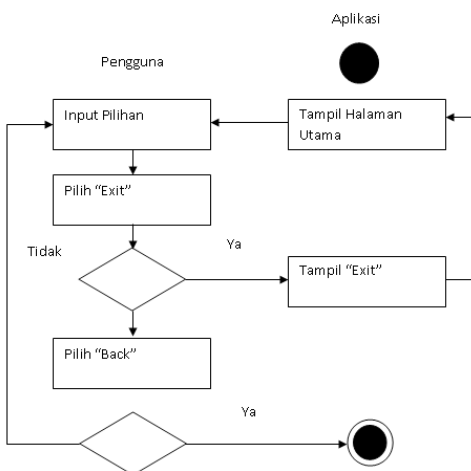 Aplikasi
Pengguna
Input Pilihan
Tampil Halaman
Utama
Pilih “Exit”
Tidak
Ya
Tampil “Exit”
Pilih “Back”
Ya